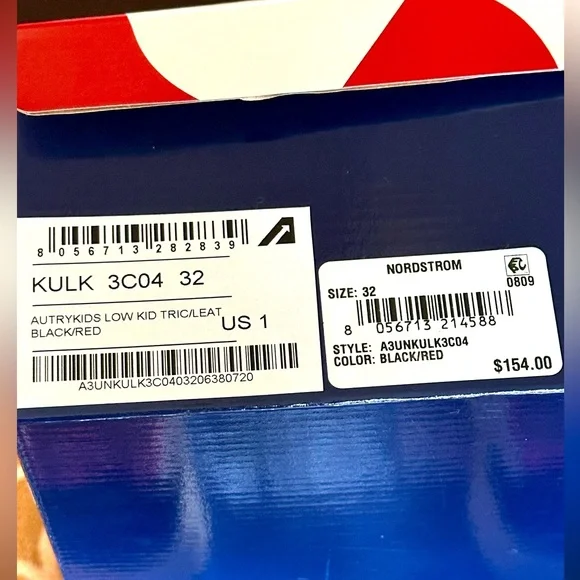 8 056713 282839
KULK 3C04 32
AUTRYKIDS LOW KID TRIC/LEAT
BLACK/RED
US 1
A3UNKULK3C0403206380720
NORDSTROM
0809
SIZE: 32
8 056713 214588
STYLE: A3UNKULK3C04
COLOR: BLACK/RED
$154.00